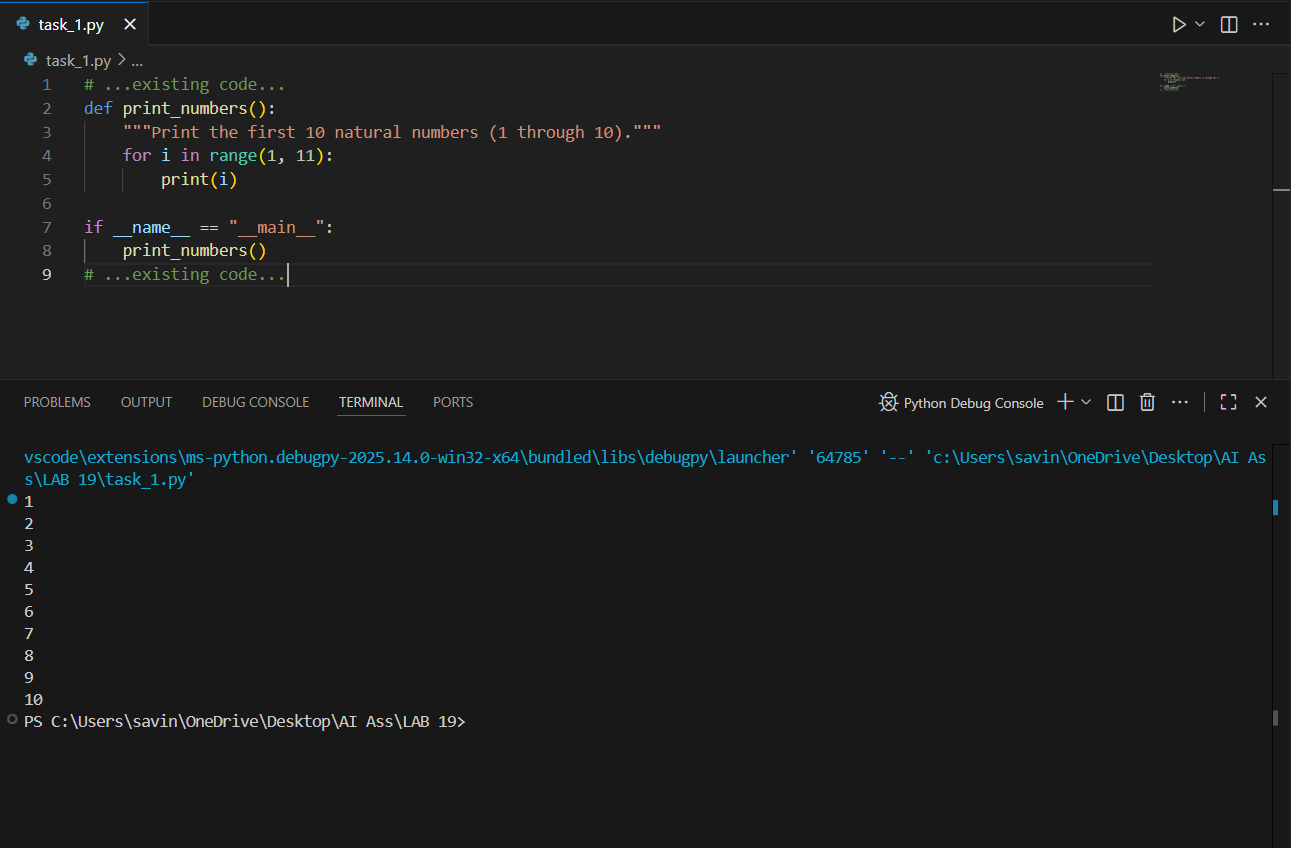 task_1.py
task_1.py > ...
1 # ...existing code...
2 def print_numbers():
3     """Print the first 10 natural numbers (1 through 10)."""
4     for i in range(1, 11):
5         print(i)
6
7 if __name__ == "__main__":
8     print_numbers()
9 # ...existing code...
PROBLEMS OUTPUT DEBUG CONSOLE TERMINAL PORTS Python Debug Console
vscode\extensions\ms-python.debugpy-2025.14.0-win32-x64\bundled\libs\debugpy\launcher' '64785' '--' 'c:\Users\savin\OneDrive\Desktop\AI As
s\LAB 19\task_1.py'
1
2
3
4
5
6
7
8
9
10
PS C:\Users\savin\OneDrive\Desktop\AI Ass\LAB 19>